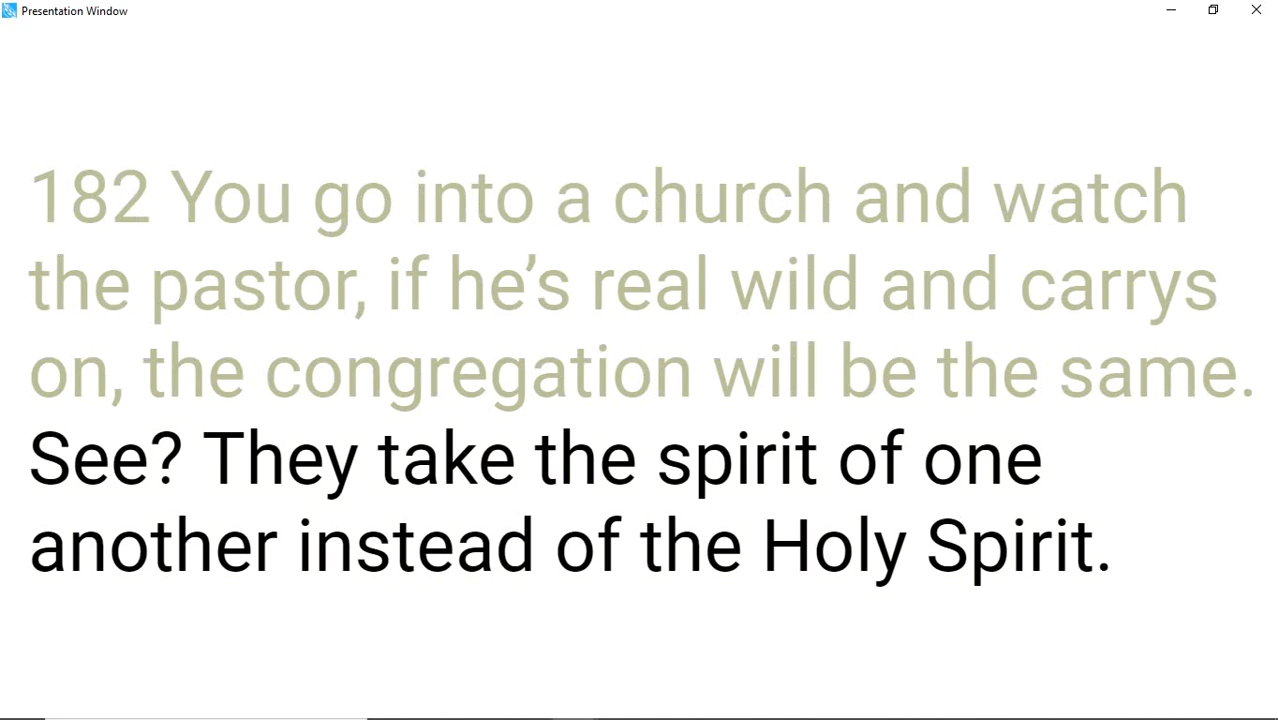 Presentation Window
182 You go into a church and watch
the pastor, if he’s real wild and carrys
on, the congregation will be the same.
See? They take the spirit of one
another instead of the Holy Spirit.